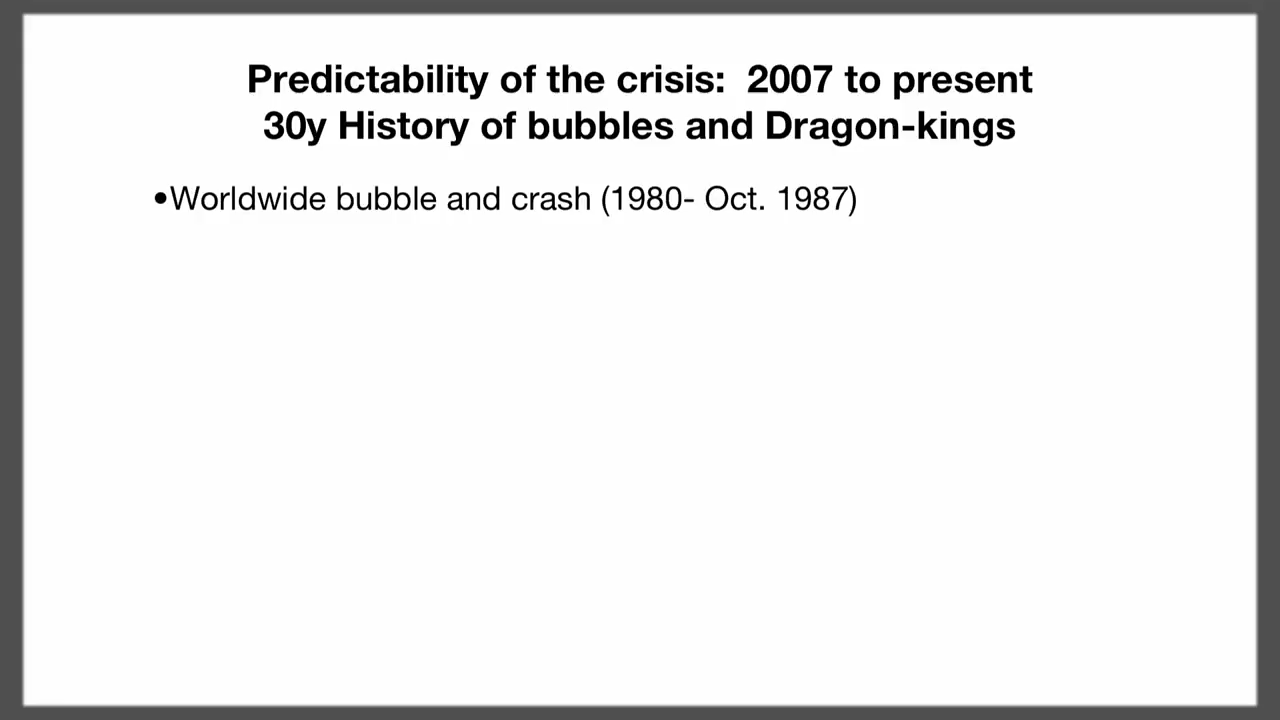 Predictability of the crisis:  2007 to present
30y History of bubbles and Dragon-kings
•Worldwide bubble and crash (1980- Oct. 1987)